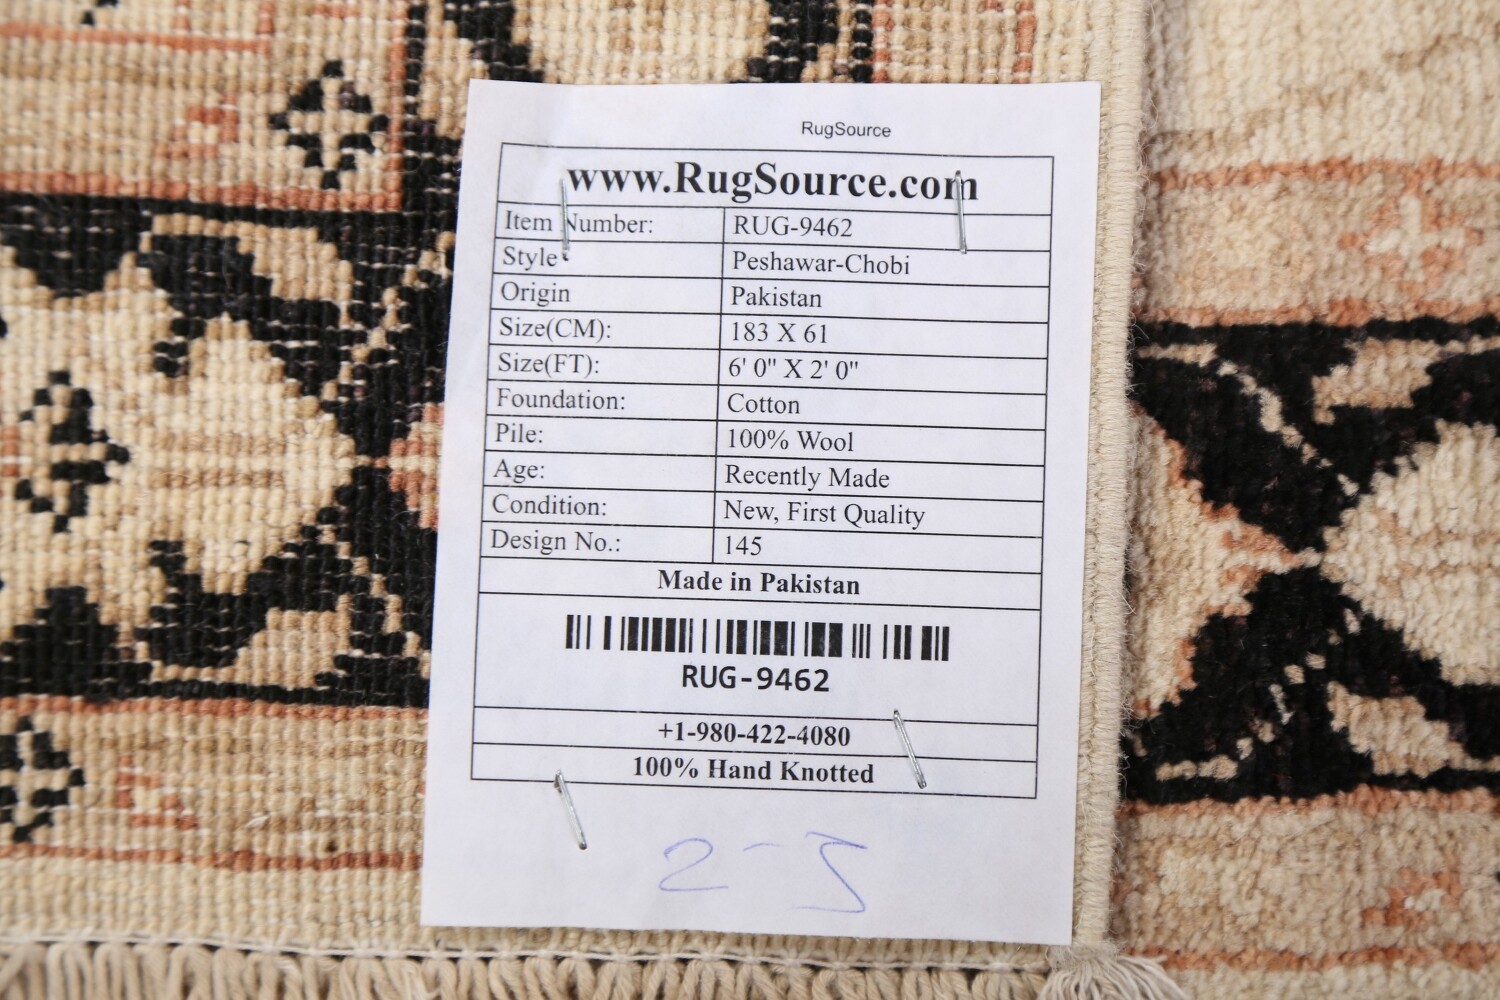 RugSource
www.RugSource.com
Item Number: RUG-9462
Style: Peshawar-Chobi
Origin Pakistan
Size(CM): 183 X 61
Size(FT): 6' 0" X 2' 0"
Foundation: Cotton
Pile: 100% Wool
Age: Recently Made
Condition: New, First Quality
Design No.: 145
Made in Pakistan
RUG-9462
+1-980-422-4080
100% Hand Knotted
2-5